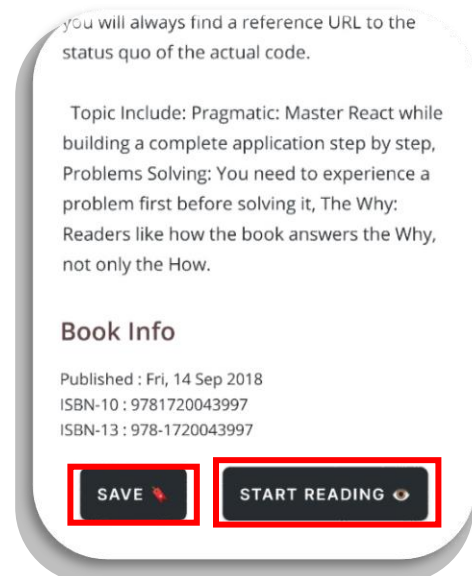 you will always find a reference URL to the
status quo of the actual code.
Topic Include: Pragmatic: Master React while
building a complete application step by step,
Problems Solving: You need to experience a
problem first before solving it, The Why:
Readers like how the book answers the Why,
not only the How.
Book Info
Published : Fri, 14 Sep 2018
ISBN-10 : 9781720043997
ISBN-13 : 978-1720043997
SAVE
START READING